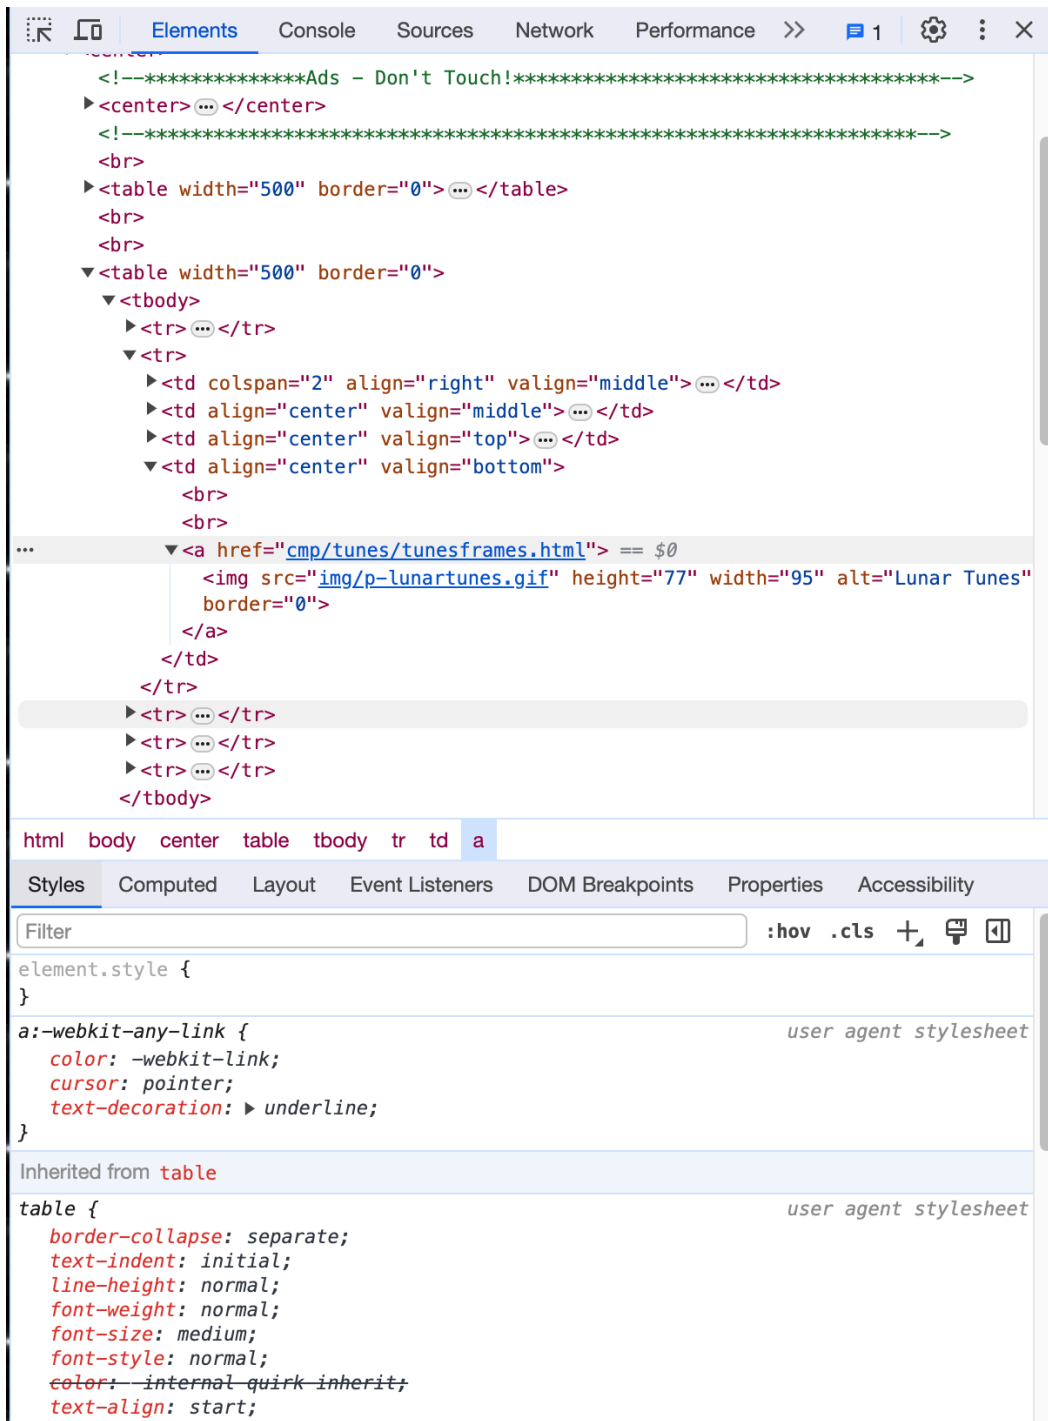 Elements Console Sources Network Performance 1
<!--**************Ads - Don't Touch!*************************************-->
<center>…</center>
<!--*******************************************************************-->
<br>
<table width="500" border="0">…</table>
<br>
<br>
<table width="500" border="0">
<tbody>
<tr>…</tr>
<tr>
<td colspan="2" align="right" valign="middle">…</td>
<td align="center" valign="middle">…</td>
<td align="center" valign="top">…</td>
<td align="center" valign="bottom">
<br>
<br>
… <a href="cmp/tunes/tunesframes.html"> == $0
<img src="img/p-lunartunes.gif" height="77" width="95" alt="Lunar Tunes"
border="0">
</a>
</td>
</tr>
<tr>…</tr>
<tr>…</tr>
<tr>…</tr>
</tbody>
html body center table tbody tr td a
Styles Computed Layout Event Listeners DOM Breakpoints Properties Accessibility
Filter :hov .cls
element.style {
}
a:-webkit-any-link { user agent stylesheet
color: -webkit-link;
cursor: pointer;
text-decoration: underline;
}
Inherited from table
table { user agent stylesheet
border-collapse: separate;
text-indent: initial;
line-height: normal;
font-weight: normal;
font-size: medium;
font-style: normal;
color: -internal-quirk-inherit;
text-align: start;